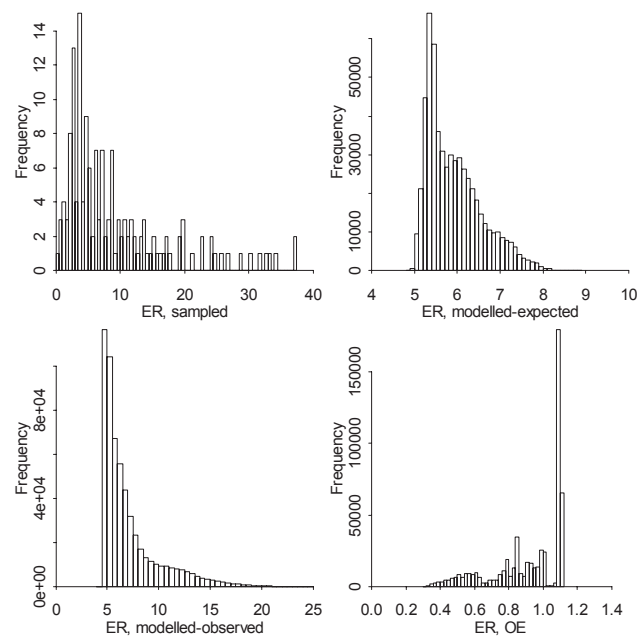 Frequency
0 2 4 6 8 10 12 14
0 10 20 30 40
ER, sampled
Frequency
0 10000 30000 50000
4 5 6 7 8 9 10
ER, modelled-expected
Frequency
0e+00 4e+04 8e+04
0 5 10 15 20 25
ER, modelled-observed
Frequency
0 50000 100000 150000
0.0 0.2 0.4 0.6 0.8 1.0 1.2 1.4
ER, OE